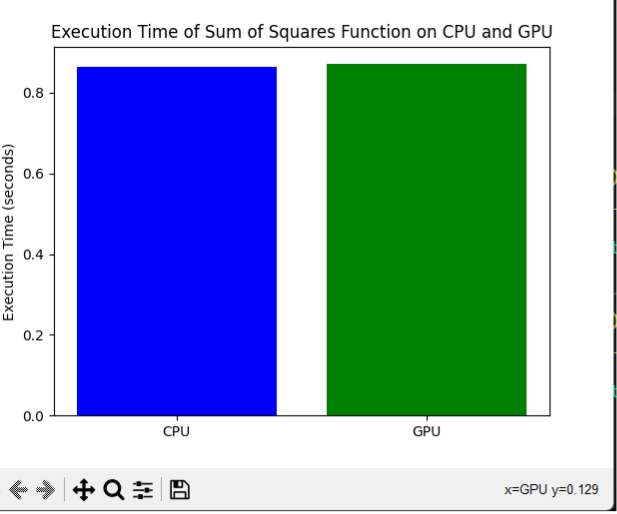 Execution Time of Sum of Squares Function on CPU and GPU
Execution Time (seconds)
0.8
0.6
0.4
0.2
0.0
CPU GPU
x=GPU y=0.129